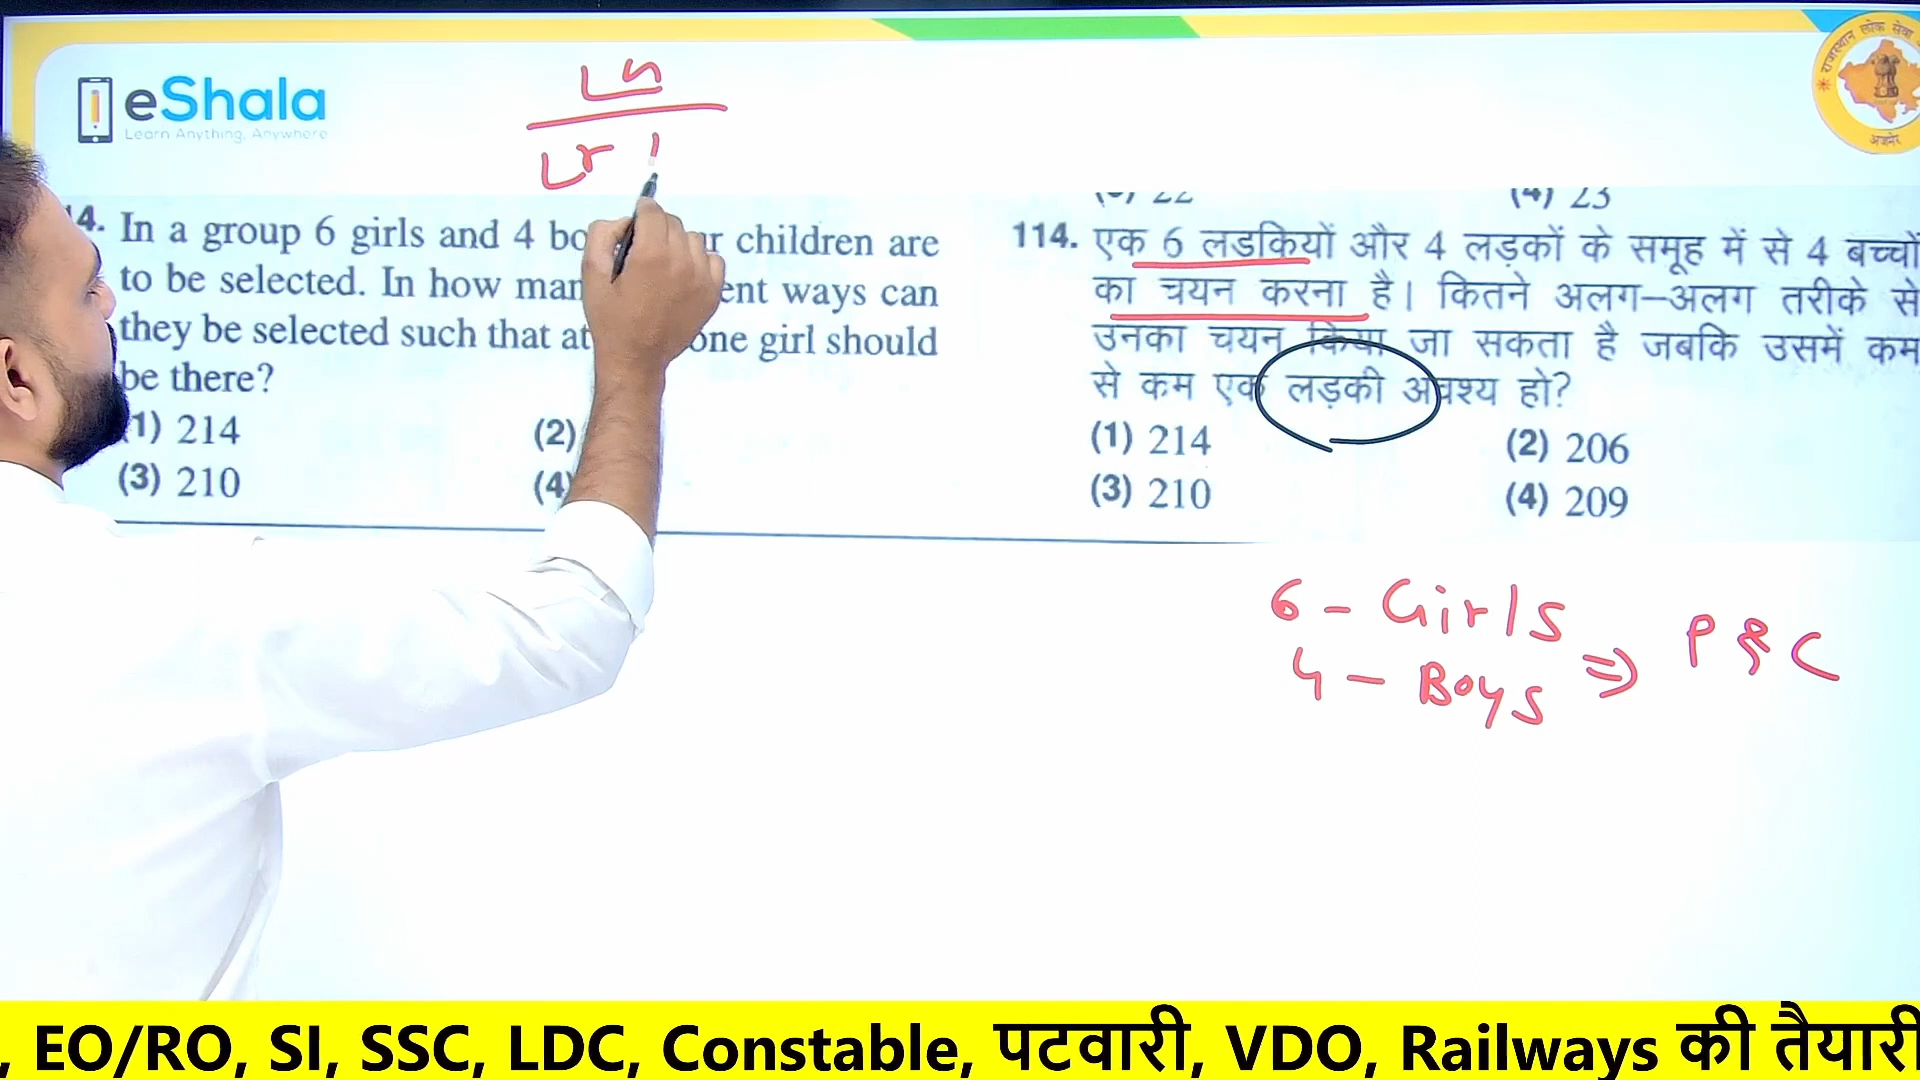 eShala
Learn Anything, Anywhere
राजस्थान लोक सेवा
अजमेर
(4) 23
4. In a group 6 girls and 4 children are
to be selected. In how ways can
they be selected such that at one girl should
be there?
(1) 214
(2)
(3) 210
(4)
114. एक 6 लडकियों और 4 लड़कों के समूह में से 4 बच्चों
का चयन करना है। कितने अलग–अलग तरीके से
उनका चयन किया जा सकता है जबकि उसमें कम
से कम एक लड़की अवश्य हो?
(1) 214
(2) 206
(3) 210
(4) 209
6 - Girls
4 - Boys
⇒ P & C
, EO/RO, SI, SSC, LDC, Constable, पटवारी, VDO, Railways की तैयारी